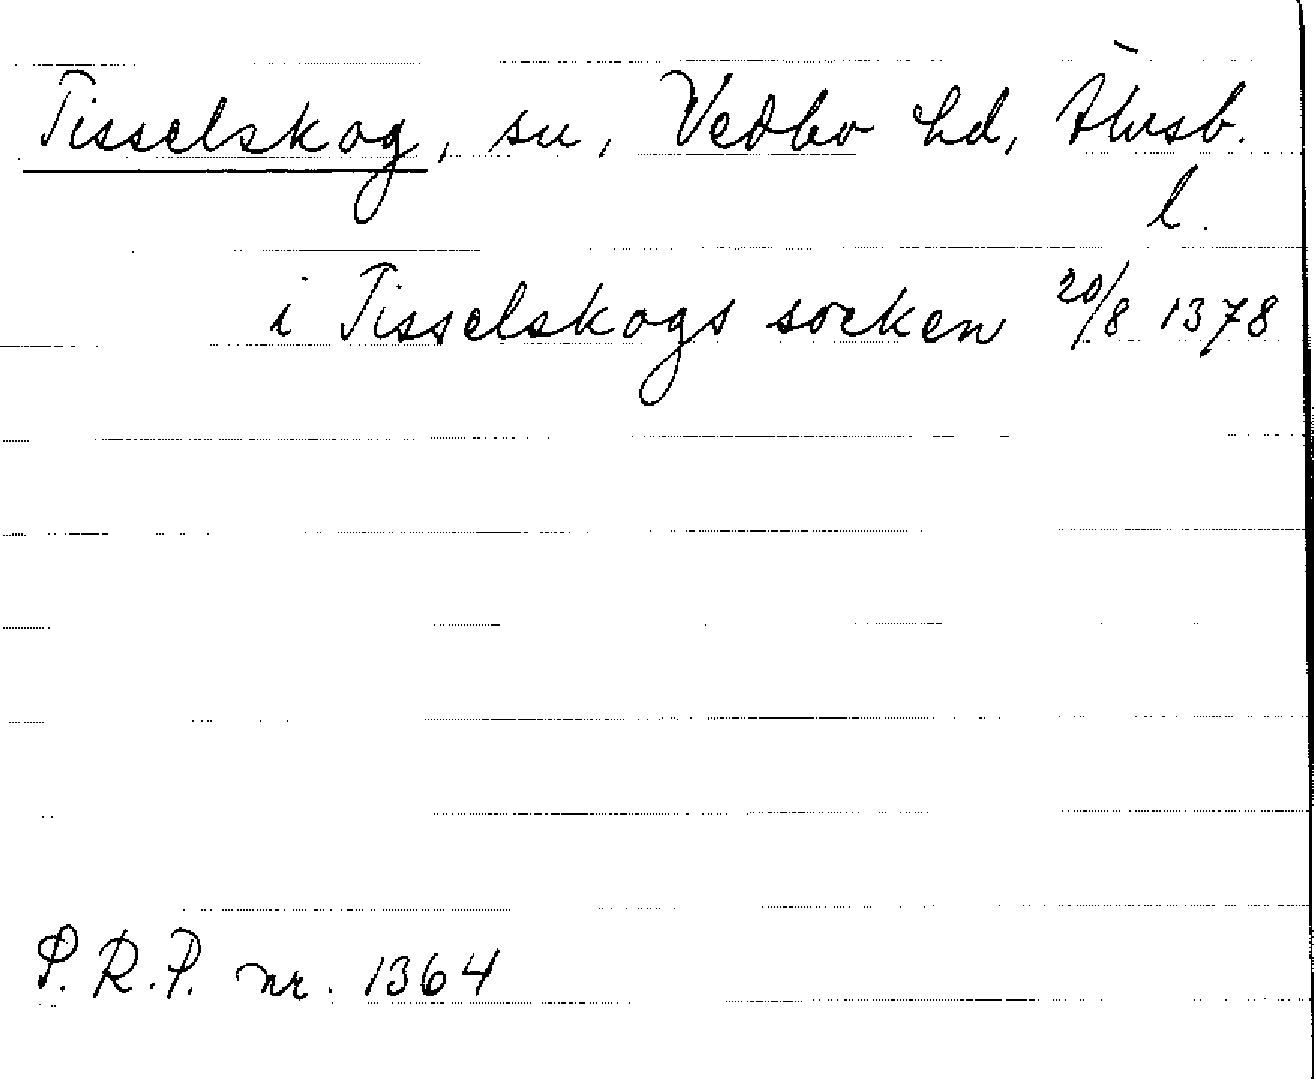 Tisselskog, sn, Vedbo hd, Älvsb.
l.
i Tisselskogs socken 20/8 1378
P.R.P. nr. 1364